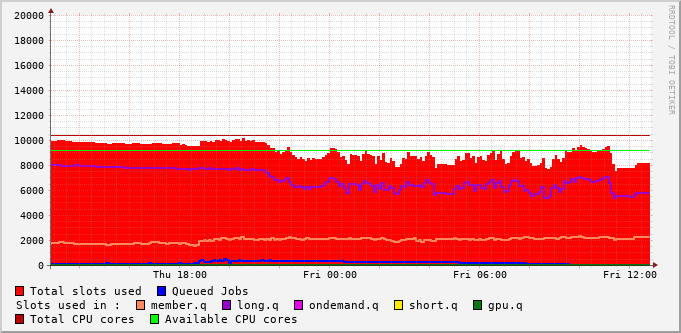 RRDTOOL / TOBI OETIKER
20000
18000
16000
14000
12000
10000
8000
6000
4000
2000
0
Thu 18:00 Fri 00:00 Fri 06:00 Fri 12:00
Total slots used Queued Jobs
Slots used in : member.q long.q ondemand.q short.q gpu.q
Total CPU cores Available CPU cores